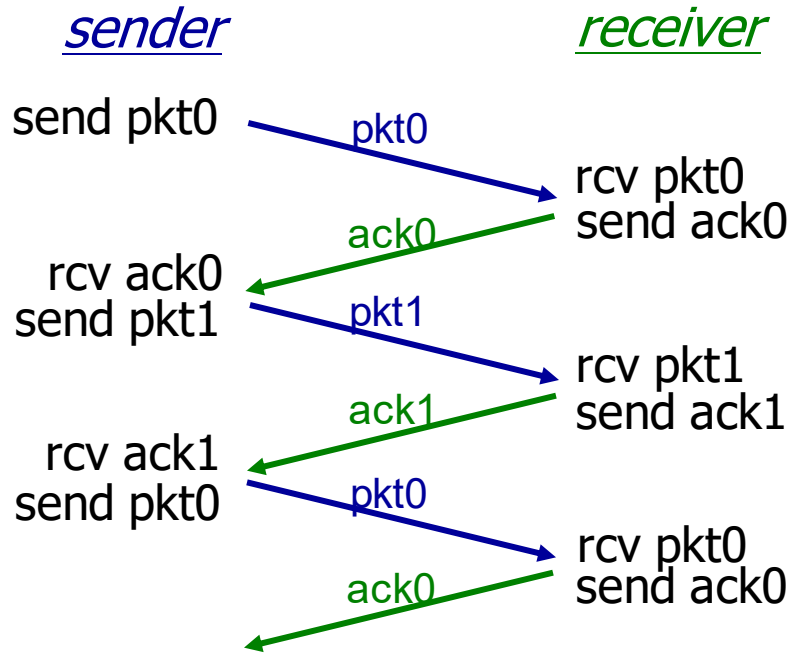 sender
receiver
send pkt0
pkt0
rcv pkt0
send ack0
ack0
rcv ack0
send pkt1
pkt1
rcv pkt1
send ack1
ack1
rcv ack1
send pkt0
pkt0
rcv pkt0
send ack0
ack0